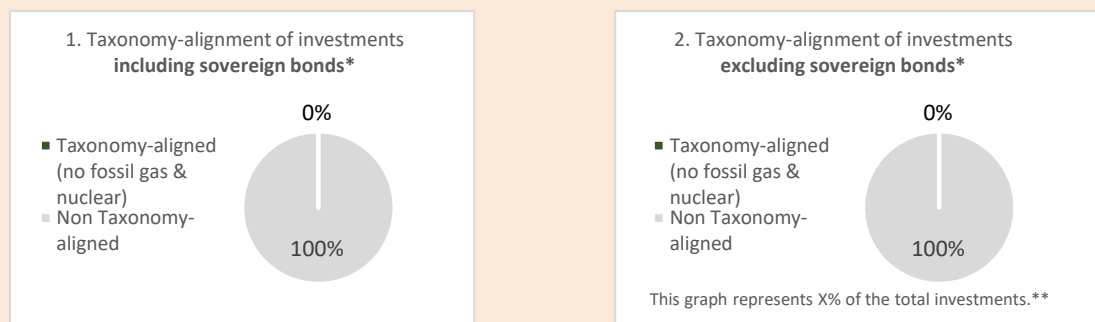 1. Taxonomy-alignment of investments
including sovereign bonds*
0%
Taxonomy-aligned
(no fossil gas &
nuclear)
Non Taxonomy-
aligned
100%
2. Taxonomy-alignment of investments
excluding sovereign bonds*
0%
Taxonomy-aligned
(no fossil gas &
nuclear)
Non Taxonomy-
aligned
100%
This graph represents X% of the total investments.**